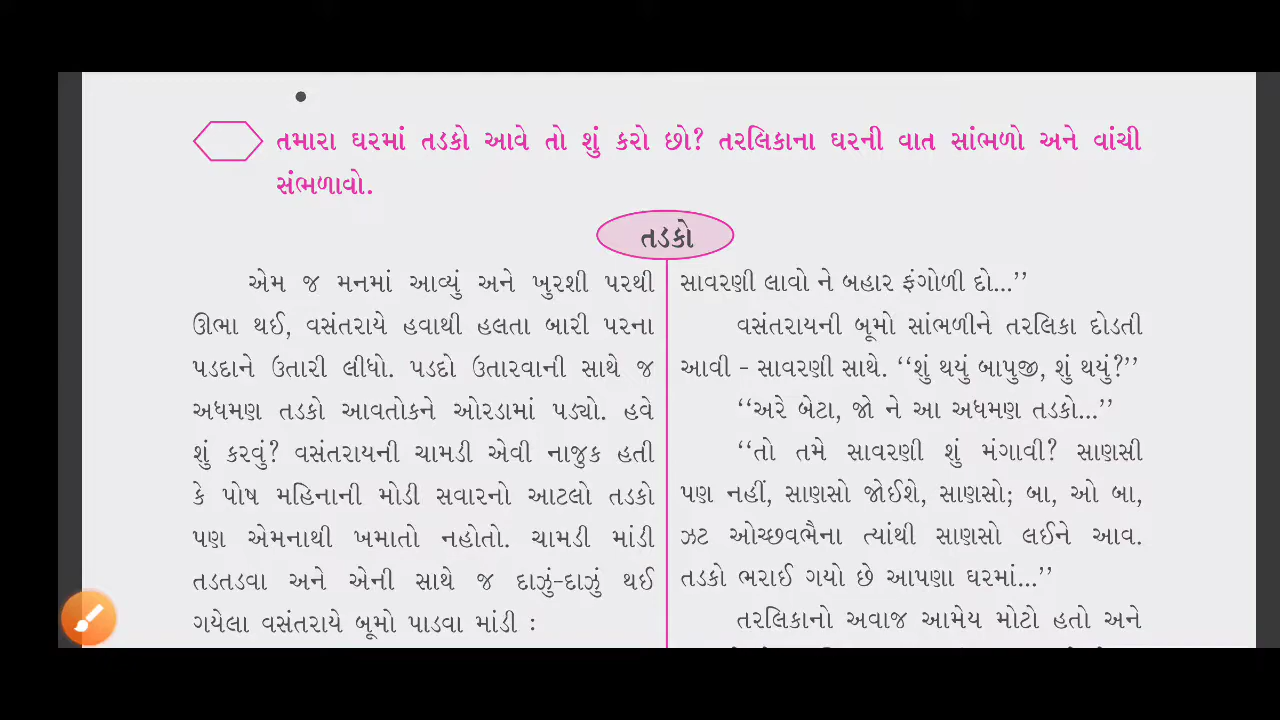 તમારા ઘરમાં તડકો આવે તો શું કરો છો? તરલિકાના ઘરની વાત સાંભળો અને વાંચી
સંભળાવો.
તડકો
એમ જ મનમાં આવ્યું અને ખુરશી પરથી
ઊભા થઈ, વસંતરાયે હવાથી હલતા બારી પરના
પડદાને ઉતારી લીધો. પડદો ઉતારવાની સાથે જ
અધમણ તડકો આવતોકને ઓરડામાં પડ્યો. હવે
શું કરવું? વસંતરાયની ચામડી એવી નાજુક હતી
કે પોષ મહિનાની મોડી સવારનો આટલો તડકો
પણ એમનાથી ખમાતો નહોતો. ચામડી માંડી
તડતડવા અને એની સાથે જ દાઝું-દાઝું થઈ
ગયેલા વસંતરાયે બૂમો પાડવા માંડી :
સાવરણી લાવો ને બહાર ફંગોળી દો...’’
વસંતરાયની બૂમો સાંભળીને તરલિકા દોડતી
આવી - સાવરણી સાથે. ‘‘શું થયું બાપુજી, શું થયું?’’
‘‘અરે બેટા, જો ને આ અધમણ તડકો...’’
‘‘તો તમે સાવરણી શું મંગાવી? સાણસી
પણ નહીં, સાણસો જોઈશે, સાણસો; બા, ઓ બા,
ઝટ ઓચ્છવભૈના ત્યાંથી સાણસો લઈને આવ.
તડકો ભરાઈ ગયો છે આપણા ઘરમાં...’’
તરલિકાનો અવાજ આમેય મોટો હતો અને